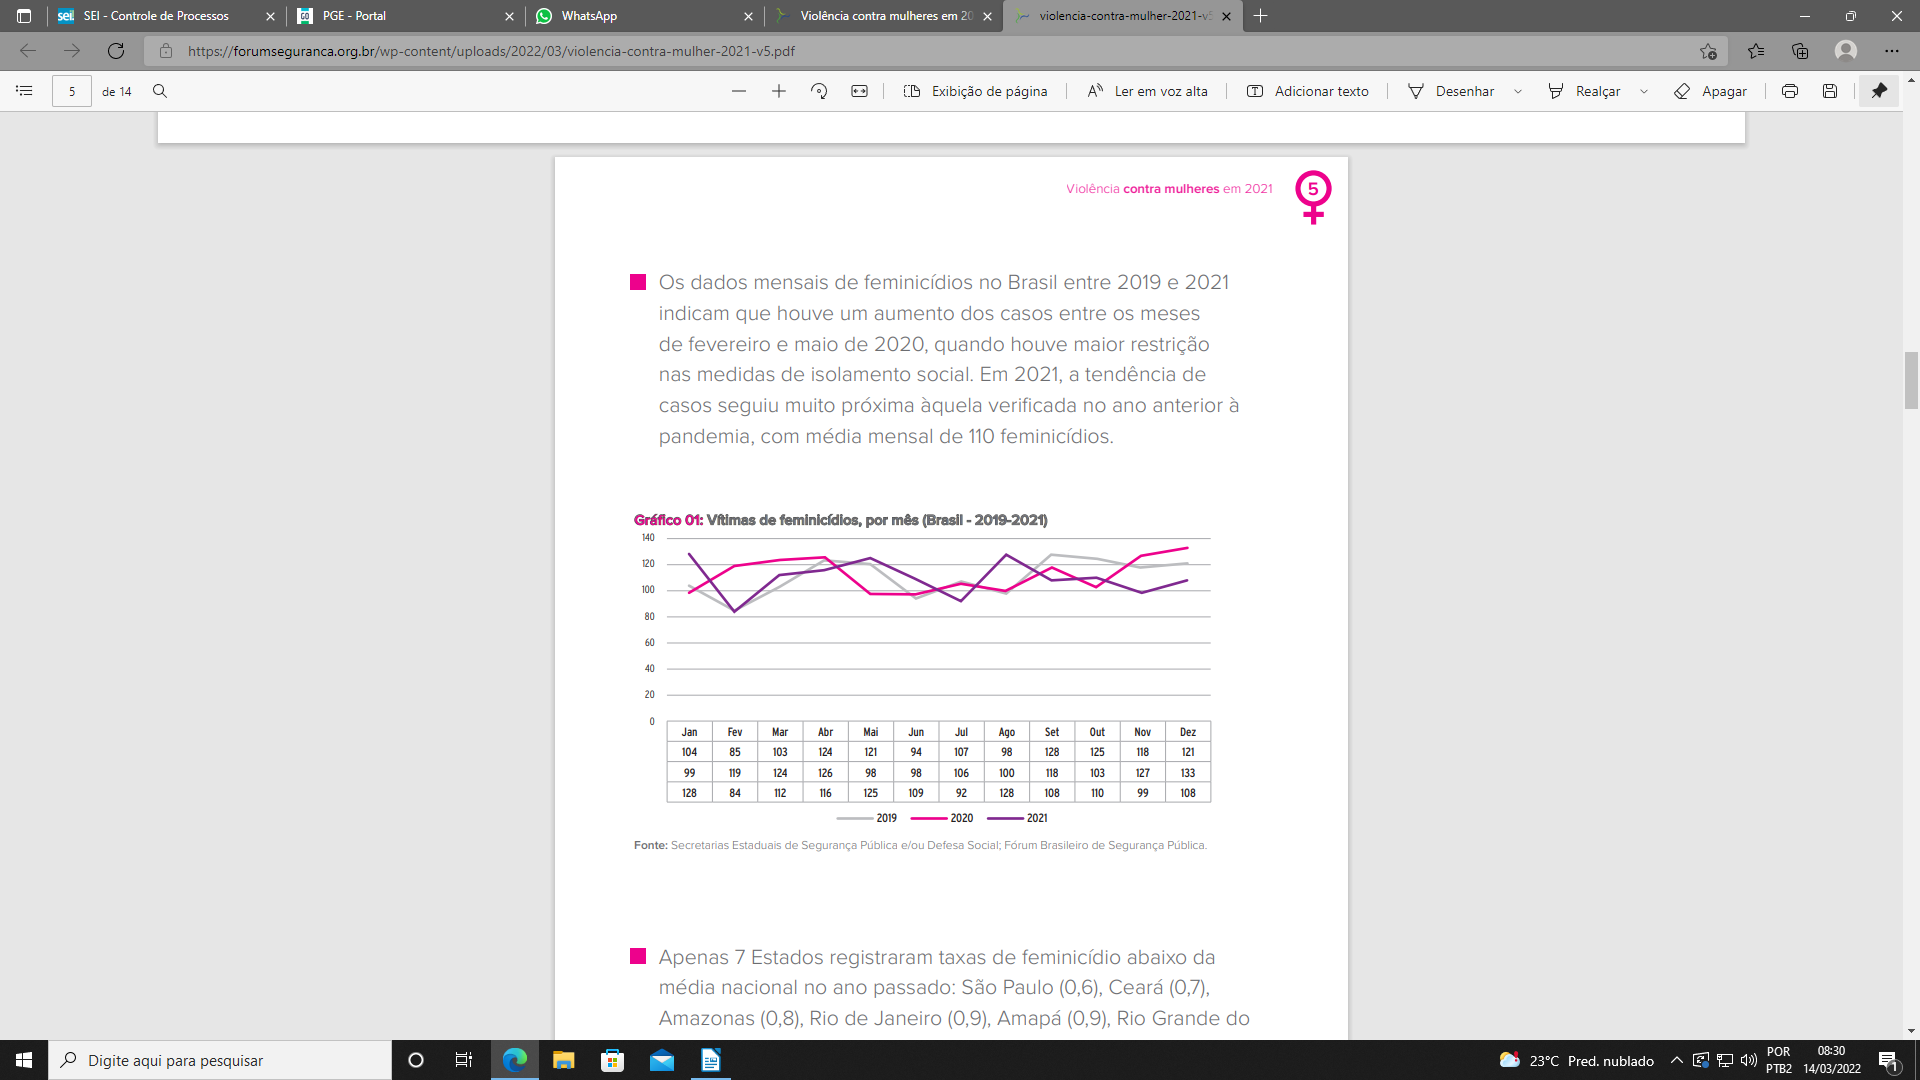 SEI - Controle de Processos
PGE - Portal
WhatsApp
Violência contra mulheres em 20
violencia-contra-mulher-2021-v5
https://forumseguranca.org.br/wp-content/uploads/2022/03/violencia-contra-mulher-2021-v5.pdf
5 de 14
Exibição de página
Ler em voz alta
Adicionar texto
Desenhar
Realçar
Apagar
Violência contra mulheres em 2021
5
Os dados mensais de feminicídios no Brasil entre 2019 e 2021
indicam que houve um aumento dos casos entre os meses
de fevereiro e maio de 2020, quando houve maior restrição
nas medidas de isolamento social. Em 2021, a tendência de
casos seguiu muito próxima àquela verificada no ano anterior à
pandemia, com média mensal de 110 feminicídios.
Gráfico 01: Vítimas de feminicídios, por mês (Brasil - 2019-2021)
140
120
100
80
60
40
20
0
Jan Fev Mar Abr Mai Jun Jul Ago Set Out Nov Dez
104 85 103 124 121 94 107 98 128 125 118 121
99 119 124 126 98 98 106 100 118 103 127 133
128 84 112 116 125 109 92 128 108 110 99 108
2019 2020 2021
Fonte: Secretarias Estaduais de Segurança Pública e/ou Defesa Social; Fórum Brasileiro de Segurança Pública.
Apenas 7 Estados registraram taxas de feminicídio abaixo da
média nacional no ano passado: São Paulo (0,6), Ceará (0,7),
Amazonas (0,8), Rio de Janeiro (0,9), Amapá (0,9), Rio Grande do
Digite aqui para pesquisar
23°C Pred. nublado
POR
PTB2
08:30
14/03/2022
1